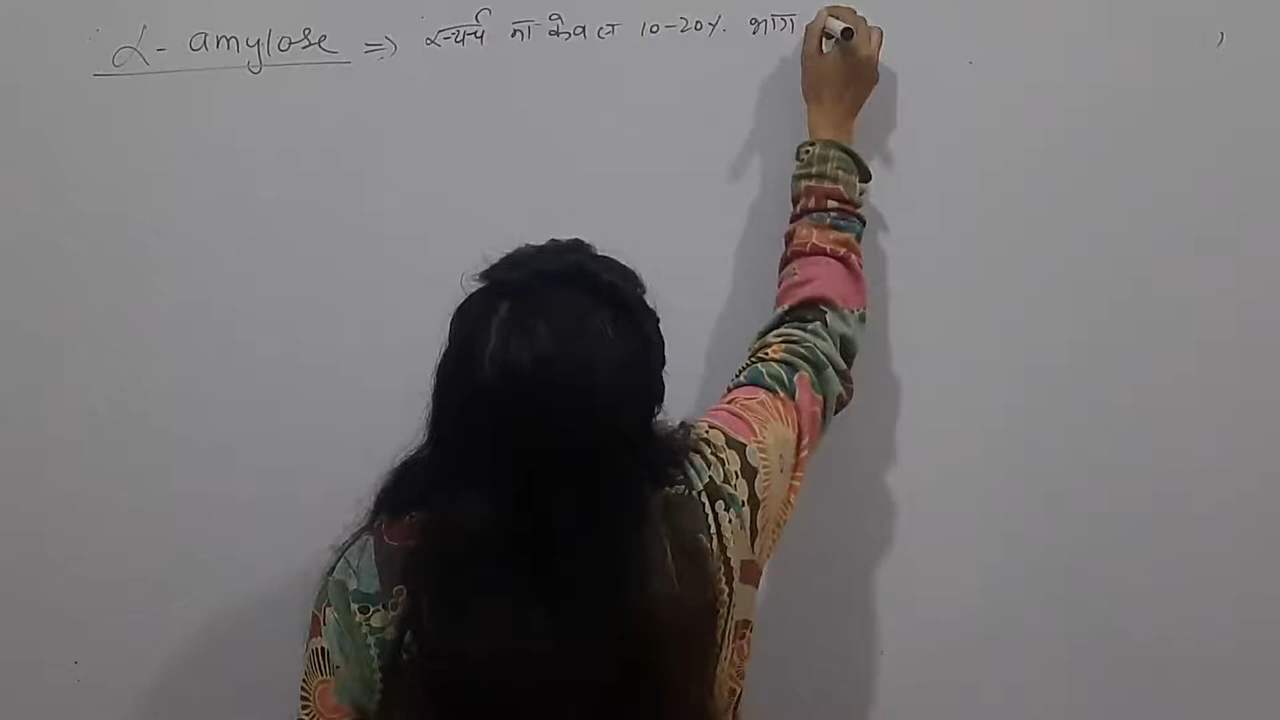 α- amylose => स्टार्च का केवल 10-20% भाग